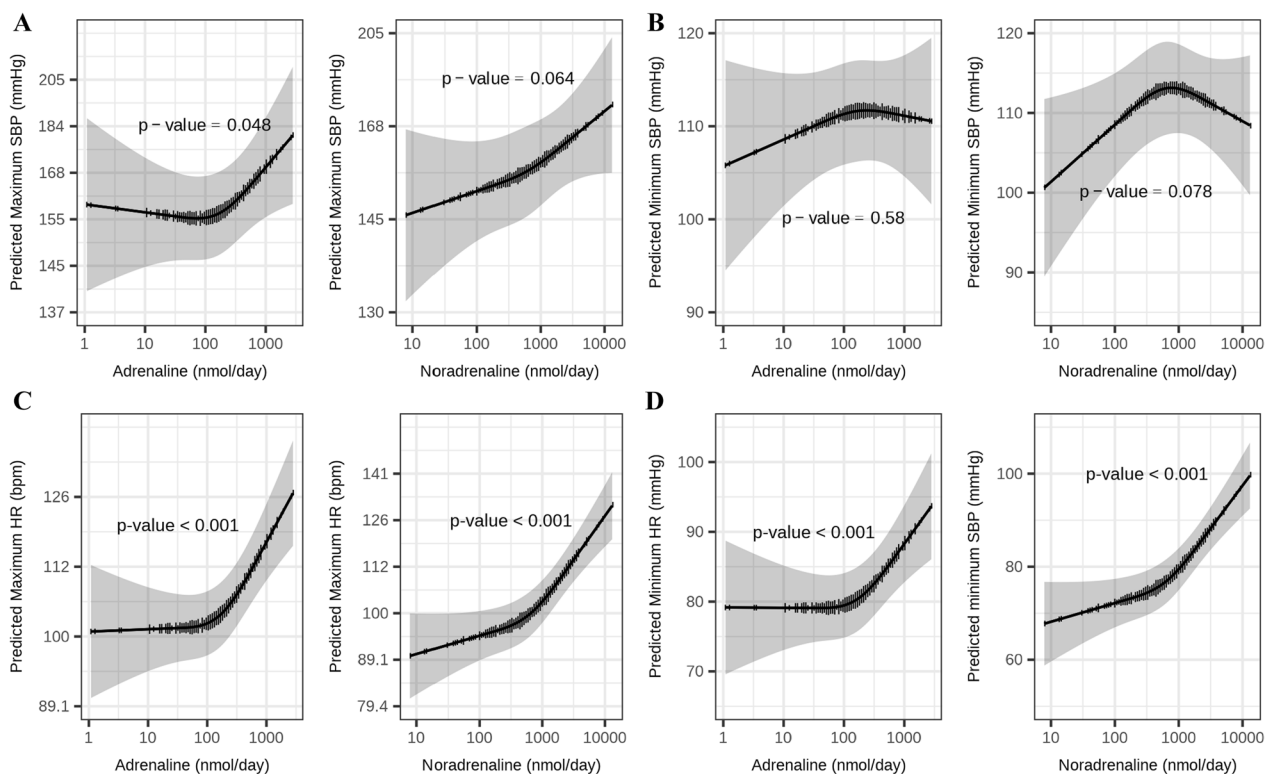 A
Predicted Maximum SBP (mmHg)
205
184
168
155
145
137
p − value = 0.048
1
10
100
1000
Adrenaline (nmol/day)
Predicted Maximum SBP (mmHg)
205
168
145
130
p − value = 0.064
10
100
1000
10000
Noradrenaline (nmol/day)
B
Predicted Minimum SBP (mmHg)
120
110
100
90
p − value = 0.58
1
10
100
1000
Adrenaline (nmol/day)
Predicted Minimum SBP (mmHg)
120
110
100
90
p − value = 0.078
10
100
1000
10000
Noradrenaline (nmol/day)
C
Predicted Maximum HR (bpm)
126
112
100
89.1
p-value < 0.001
1
10
100
1000
Adrenaline (nmol/day)
Predicted Maximum HR (bpm)
141
126
112
100
89.1
79.4
p-value < 0.001
10
100
1000
10000
Noradrenaline (nmol/day)
D
Predicted Minimum HR (mmHg)
100
90
80
70
p-value < 0.001
1
10
100
1000
Adrenaline (nmol/day)
Predicted minimum SBP (mmHg)
100
80
60
p-value < 0.001
10
100
1000
10000
Noradrenaline (nmol/day)